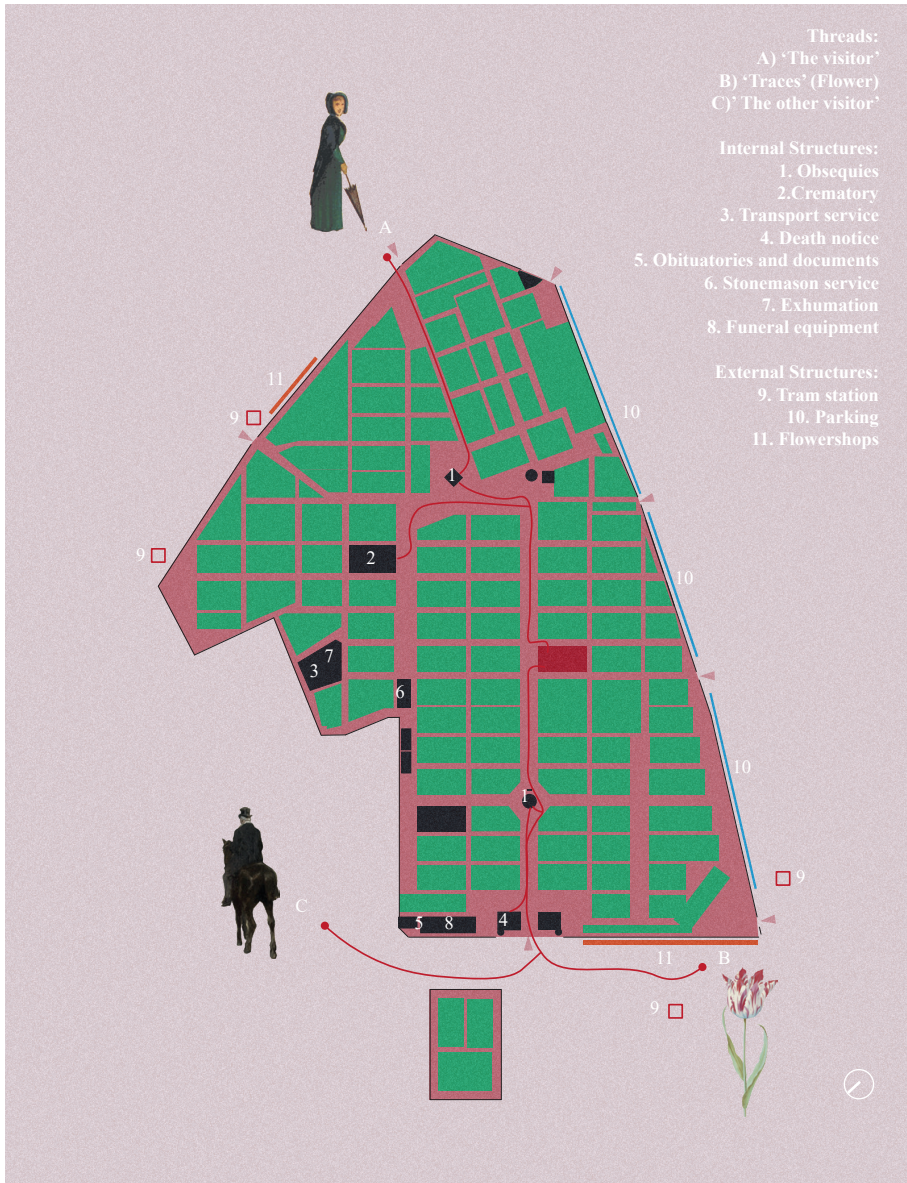 Threads:
A) ‘The visitor’
B) ‘Traces’ (Flower)
C)’ The other visitor’
Internal Structures:
1. Obsequies
2.Crematory
3. Transport service
4. Death notice
5. Obituatories and documents
6. Stonemason service
7. Exhumation
8. Funeral equipment
External Structures:
9. Tram station
10. Parking
11. Flowershops
A
11
10
9
1
9
2
10
7
3
6
10
1
9
C
5
8
4
11
B
9